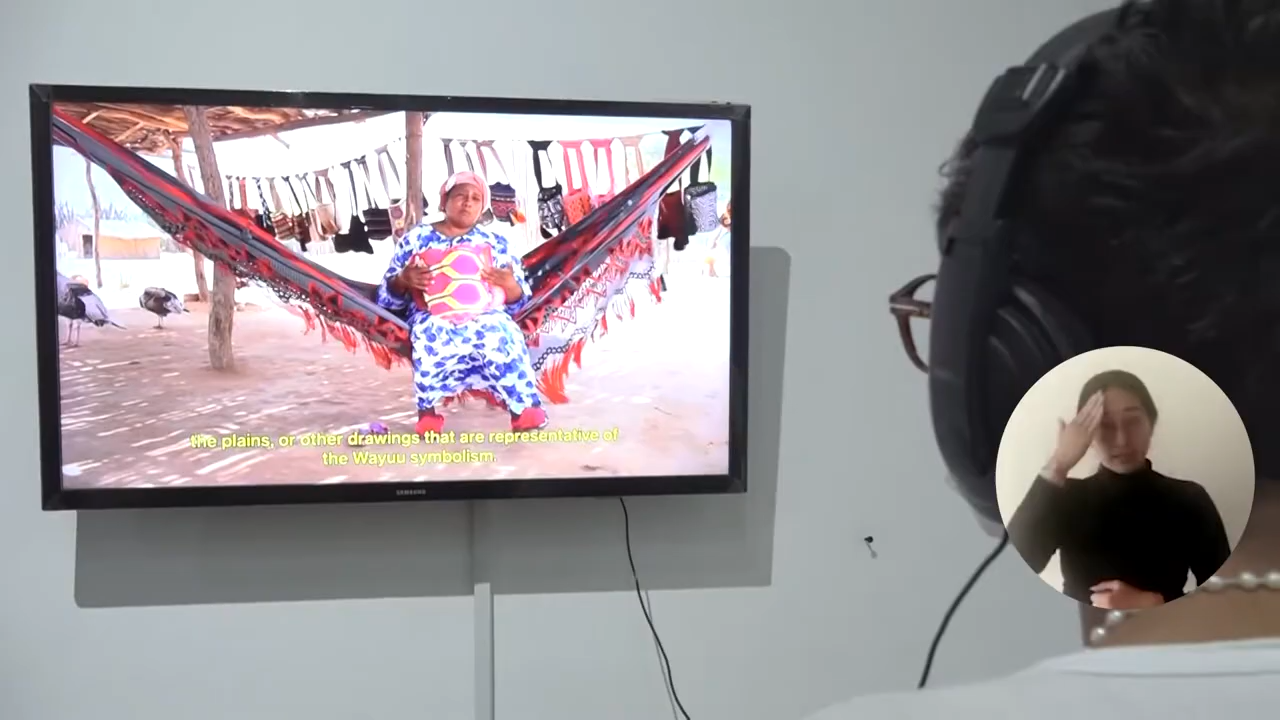 the plains, or other drawings that are representative of
the Wayuu symbolism.
SAMSUNG